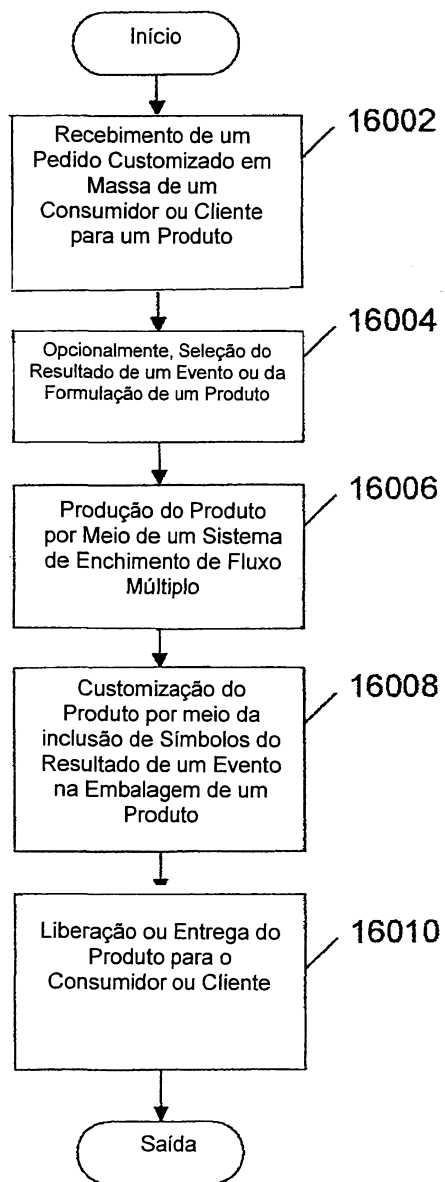 Início
16002
Recebimento de um
Pedido Customizado em
Massa de um
Consumidor ou Cliente
para um Produto
16004
Opcionalmente, Seleção do
Resultado de um Evento ou da
Formulação de um Produto
16006
Produção do Produto
por Meio de um Sistema
de Enchimento de Fluxo
Múltiplo
16008
Customização do
Produto por meio da
inclusão de Símbolos do
Resultado de um Evento
na Embalagem de um
Produto
16010
Liberação ou Entrega do
Produto para o
Consumidor ou Cliente
Saída